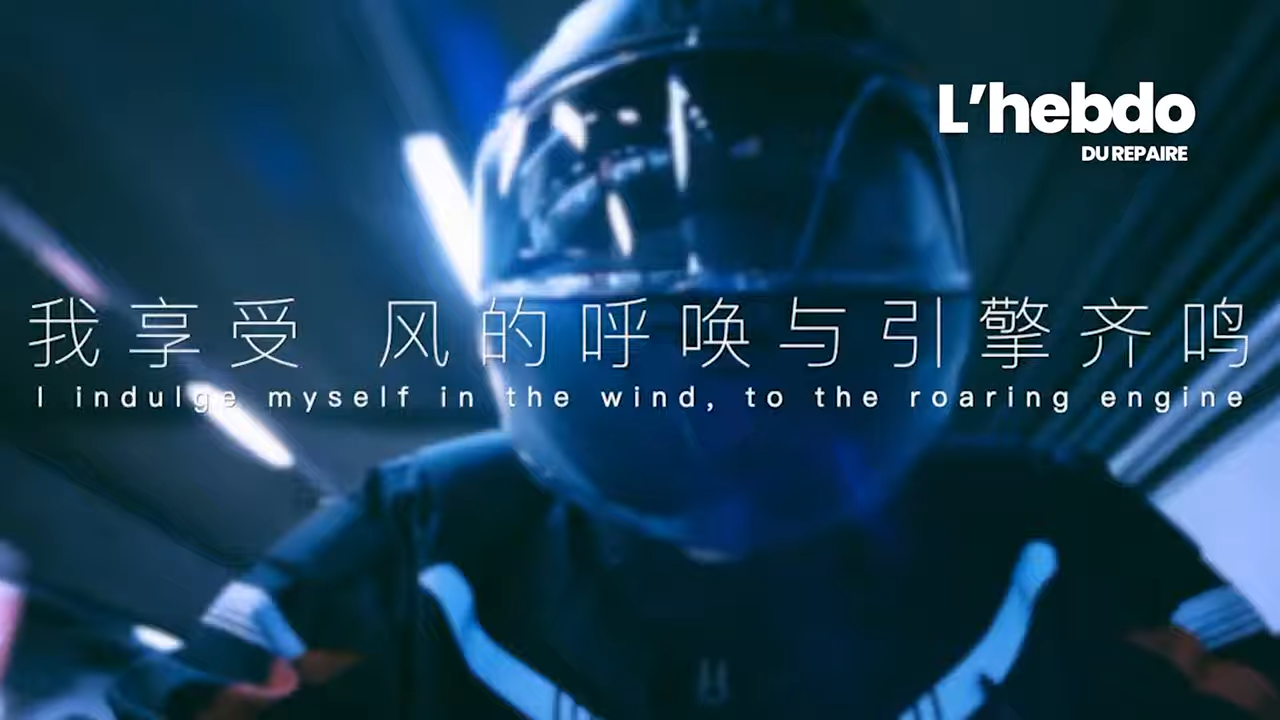 L'hebdo
DU REPAIRE
我享受 风的呼唤与引擎齐鸣
I indulge myself in the wind, to the roaring engine